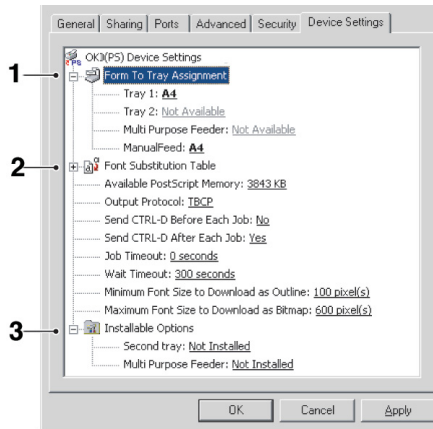 General Sharing Ports Advanced Security Device Settings
OKI(PS) Device Settings
1 Form To Tray Assignment
Tray 1: A4
Tray 2: Not Available
Multi Purpose Feeder: Not Available
ManualFeed: A4
2 Font Substitution Table
Available PostScript Memory: 3843 KB
Output Protocol: TBCP
Send CTRL-D Before Each Job: No
Send CTRL-D After Each Job: Yes
Job Timeout: 0 seconds
Wait Timeout: 300 seconds
Minimum Font Size to Download as Outline: 100 pixel(s)
Maximum Font Size to Download as Bitmap: 600 pixel(s)
3 Installable Options
Second tray: Not Installed
Multi Purpose Feeder: Not Installed
OK Cancel Apply